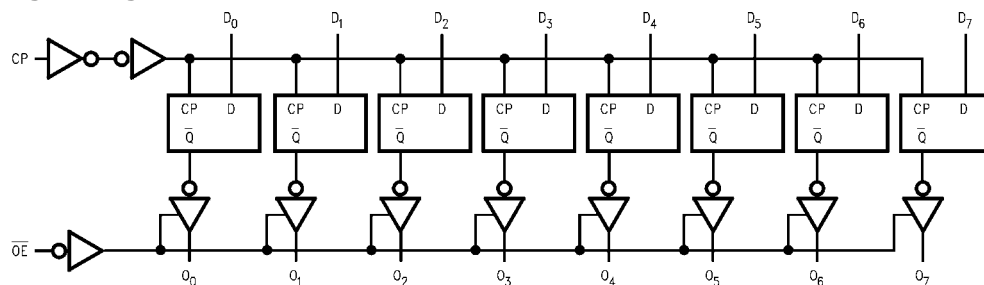 D₀ D₁ D₂ D₃ D₄ D₅ D₆ D₇
CP
CP D CP D CP D CP D CP D CP D CP D CP D
Q̅ Q̅ Q̅ Q̅ Q̅ Q̅ Q̅ Q̅
O̅E̅
O₀ O₁ O₂ O₃ O₄ O₅ O₆ O₇